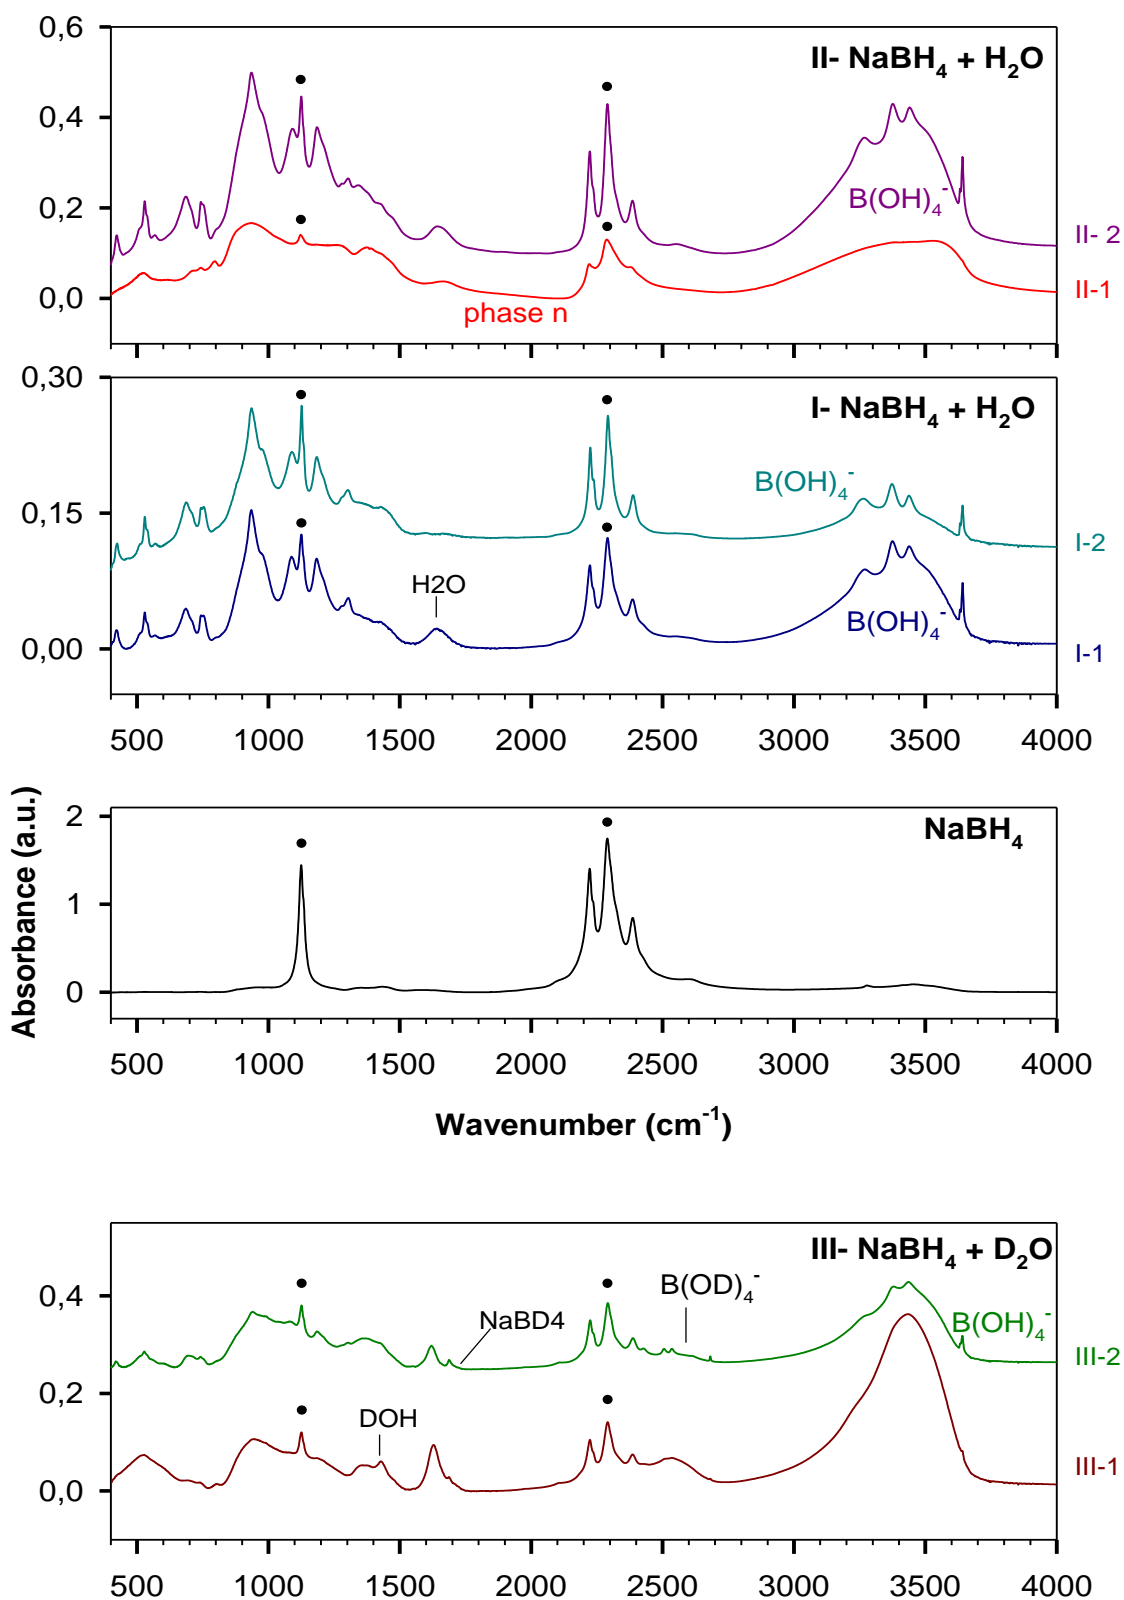 0,6
II- NaBH4 + H2O
0,4
B(OH)4-
0,2
II- 2
II-1
0,0
phase n
0,30
I- NaBH4 + H2O
B(OH)4-
0,15
I-2
H2O
B(OH)4-
0,00
I-1
500 1000 1500 2000 2500 3000 3500 4000
2
NaBH4
1
0
Absorbance (a.u.)
500 1000 1500 2000 2500 3000 3500 4000
Wavenumber (cm-1)
III- NaBH4 + D2O
B(OD)4-
0,4
NaBD4
B(OH)4-
III-2
0,2
DOH
III-1
0,0
500 1000 1500 2000 2500 3000 3500 4000